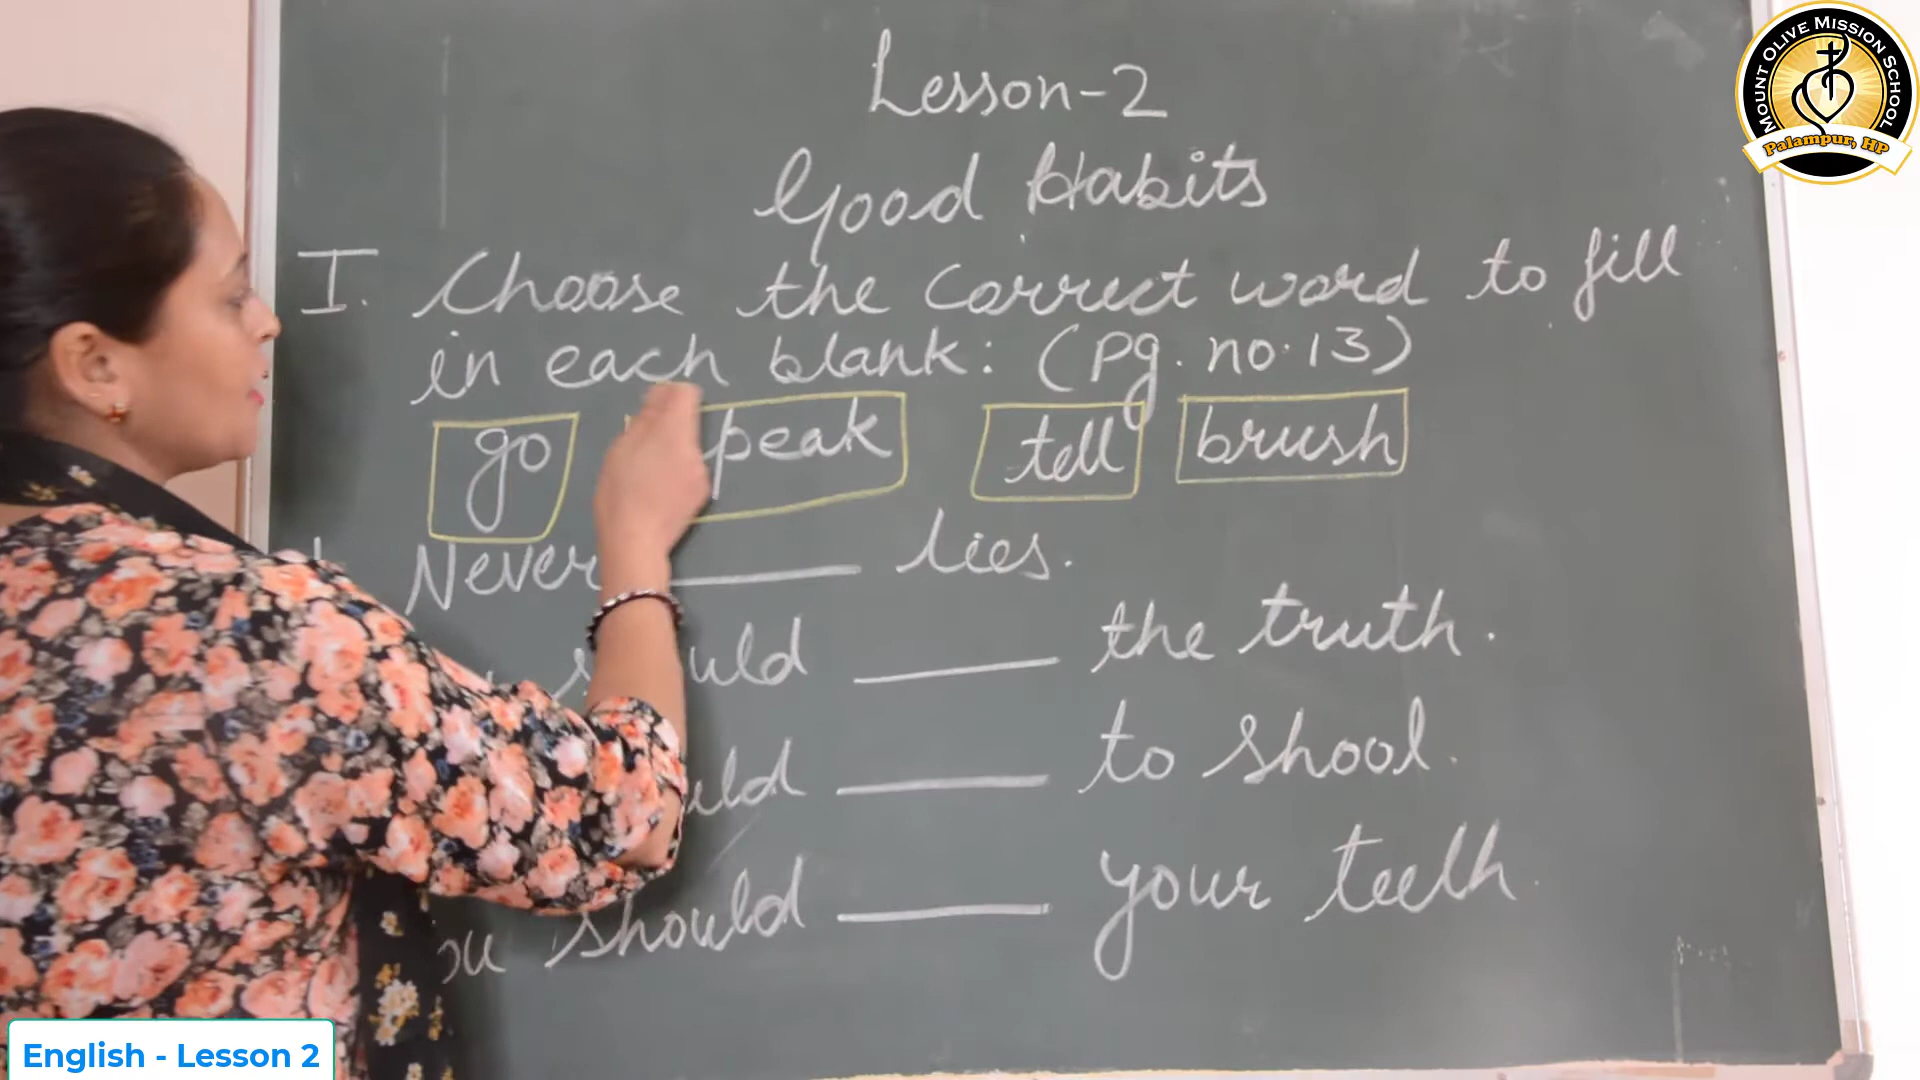 Lesson-2
Good Habits
I. Choose the correct word to fill
in each blank: (Pg. no. 13)
go peak tell brush
Never ____ lies.
uld ____ the truth.
uld ____ to shool.
ou should ____ your teeth.
MOUNT OLIVE MISSION SCHOOL
Palampur, HP
English - Lesson 2